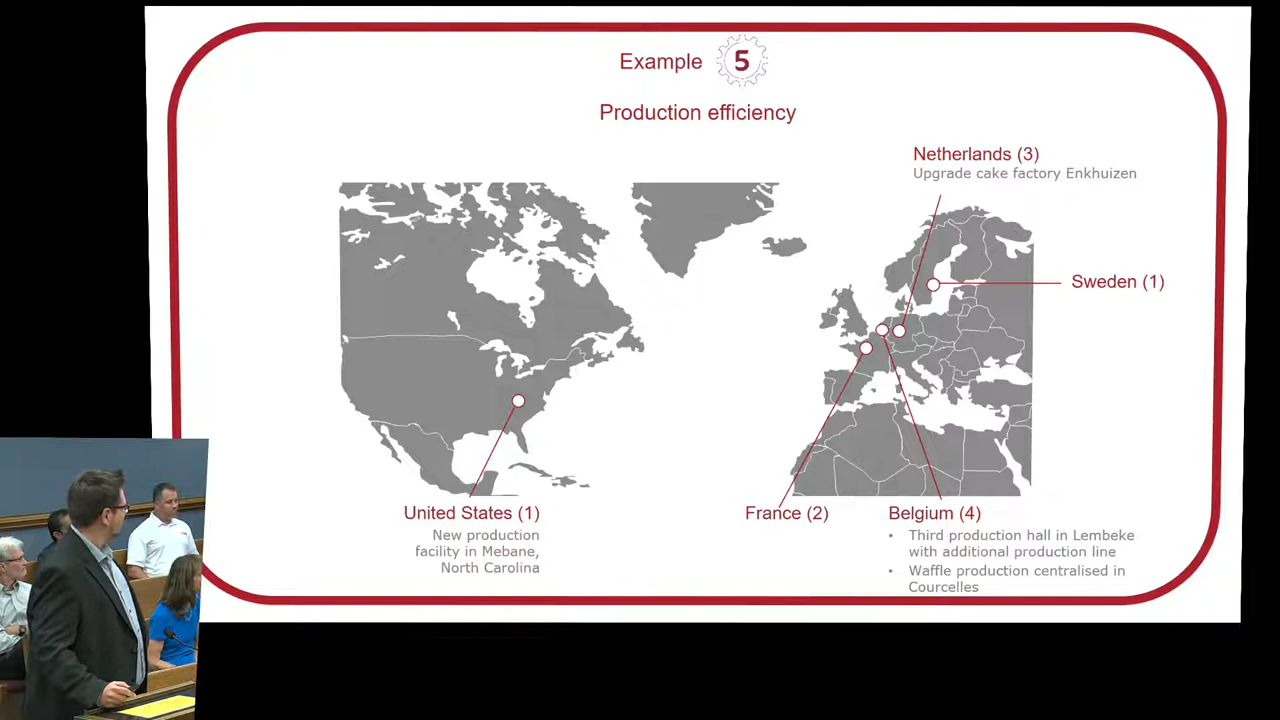 Example 5
Production efficiency
Netherlands (3)
Upgrade cake factory Enkhuizen
Sweden (1)
United States (1)
New production
facility in Mebane,
North Carolina
France (2)
Belgium (4)
• Third production hall in Lembeke
with additional production line
• Waffle production centralised in
Courcelles